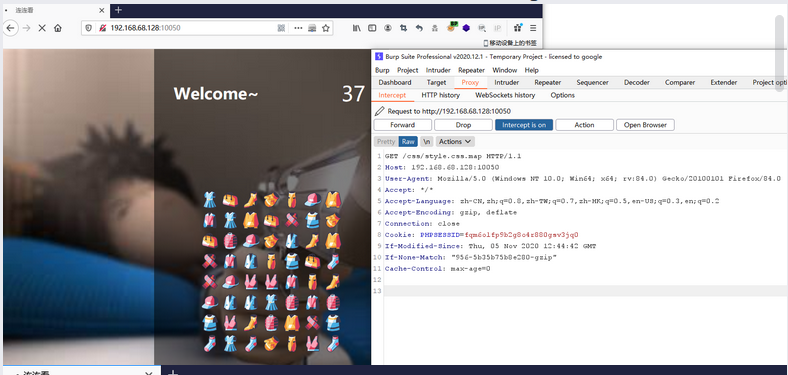 连连看
192.168.68.128:10050
移动设备上的书签
Welcome~
37
Burp Suite Professional v2020.12.1 - Temporary Project - licensed to google
Burp Project Intruder Repeater Window Help
Dashboard Target Proxy Intruder Repeater Sequencer Decoder Comparer Extender Project opti
Intercept HTTP history WebSockets history Options
Request to http://192.168.68.128:10050
Forward Drop Intercept is on Action Open Browser
Pretty Raw \n Actions
1 GET /css/style.css.map HTTP/1.1
2 Host: 192.168.68.128:10050
3 User-Agent: Mozilla/5.0 (Windows NT 10.0; Win64; x64; rv:84.0) Gecko/20100101 Firefox/84.0
4 Accept: */*
5 Accept-Language: zh-CN,zh;q=0.8,zh-TW;q=0.7,zh-HK;q=0.5,en-US;q=0.3,en;q=0.2
6 Accept-Encoding: gzip, deflate
7 Connection: close
8 Cookie: PHPSESSID=fqm6olfp9b2g8o4r880gsv3jq0
9 If-Modified-Since: Thu, 05 Nov 2020 12:44:42 GMT
10 If-None-Match: "956-5b35b75b8e280-gzip"
11 Cache-Control: max-age=0
12
13
连连看